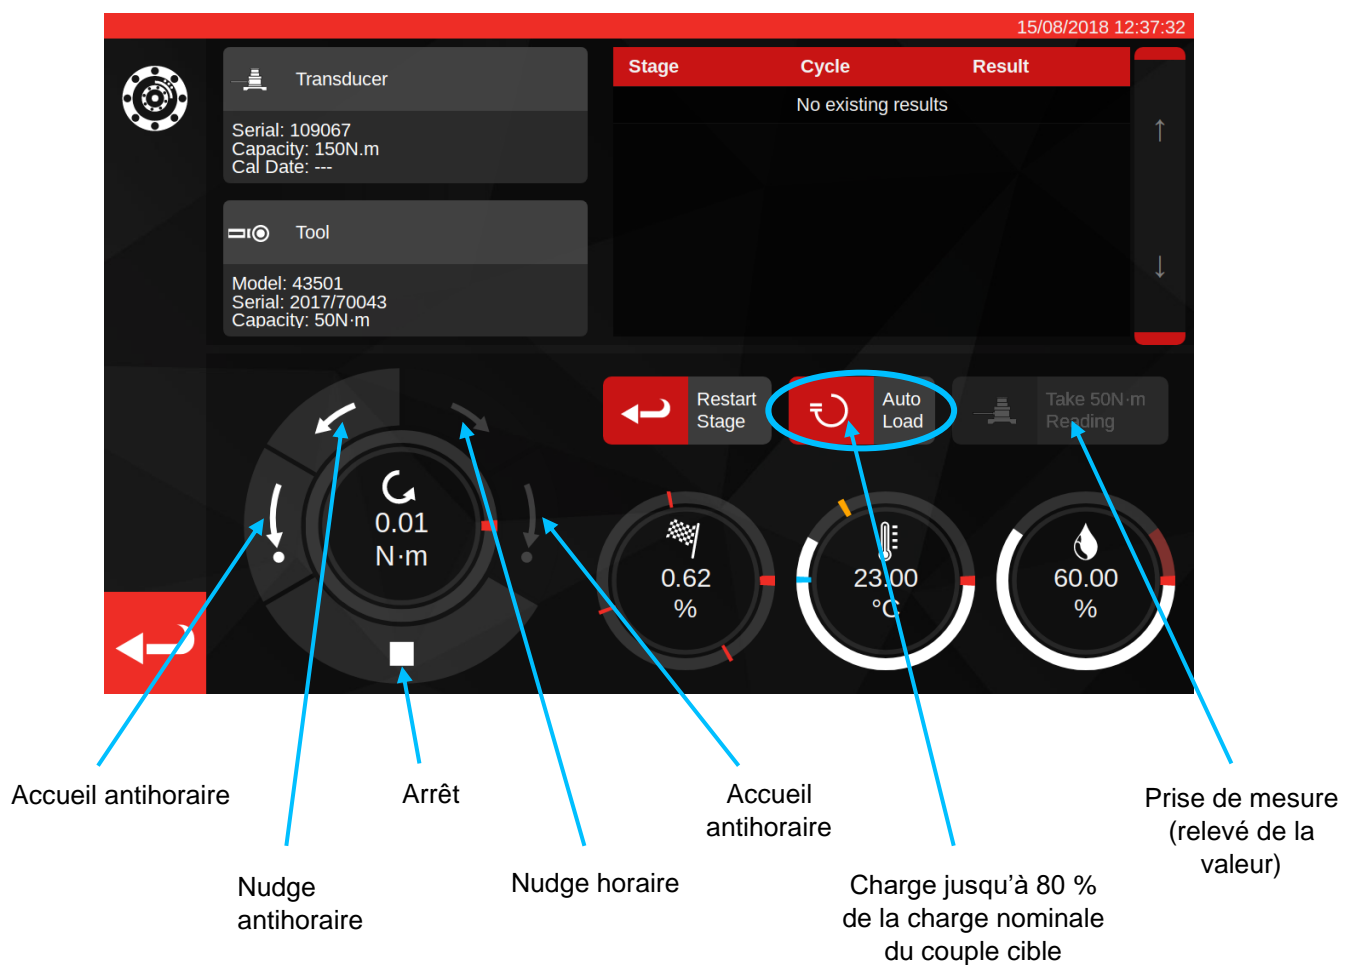 15/08/2018 12:37:32
Transducer
Serial: 109067
Capacity: 150N.m
Cal Date: ---
Stage Cycle Result
No existing results
Tool
Model: 43501
Serial: 2017/70043
Capacity: 50N·m
Restart
Stage
Auto
Load
Take 50N·m
Reading
0.01
N·m
0.62
%
23.00
°C
60.00
%
Accueil antihoraire
Arrêt
Accueil
antihoraire
Prise de mesure
(relevé de la
valeur)
Nudge
antihoraire
Nudge horaire
Charge jusqu’à 80 %
de la charge nominale
du couple cible